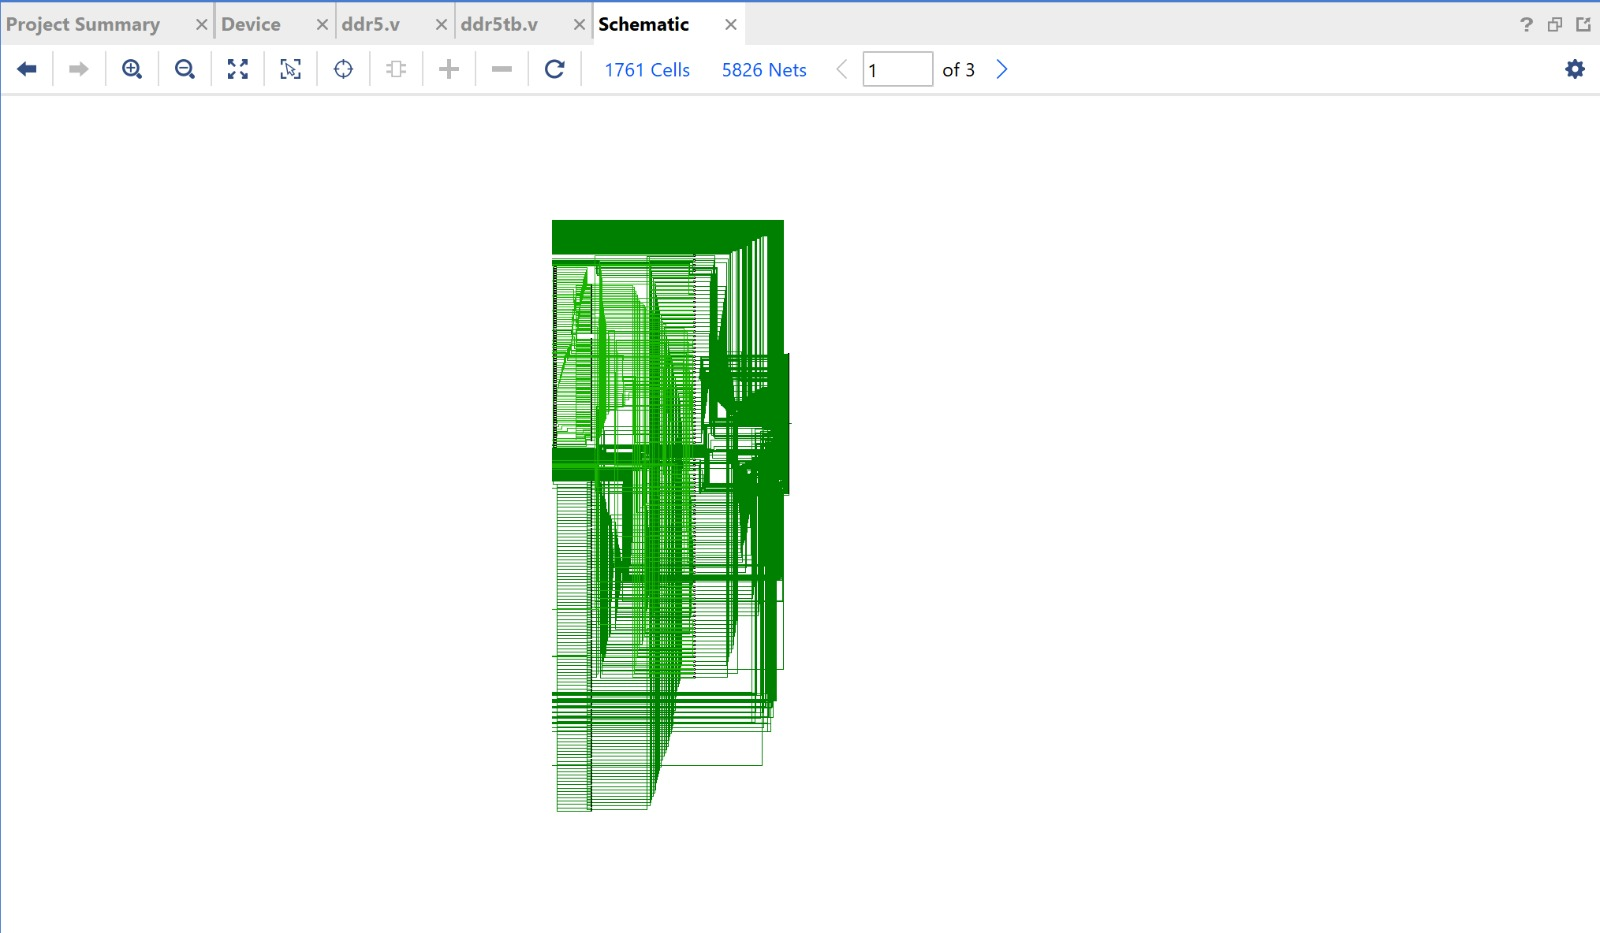 Project Summary × Device × ddr5.v × ddr5tb.v × Schematic × ?
1761 Cells 5826 Nets 1 of 3